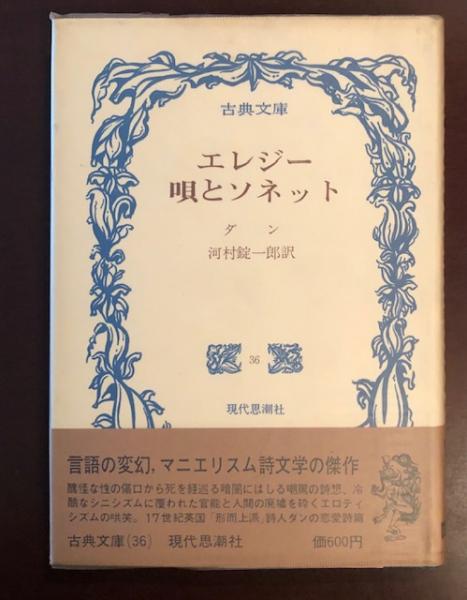 古典文庫
エレジー
唄とソネット
ダン
河村錠一郎訳
36
現代思潮社
言語の変幻，マニエリスム詩文学の傑作
醜怪な性の傷口から死を経巡る暗闇にはしる嘲罵の詩想、冷
酷なシニシズムに覆われた官能と人間の廃墟を砕くエロティ
シズムの哄笑。17世紀英国「形而上派」詩人ダンの恋愛詩篇
古典文庫(36) 現代思潮社 価600円